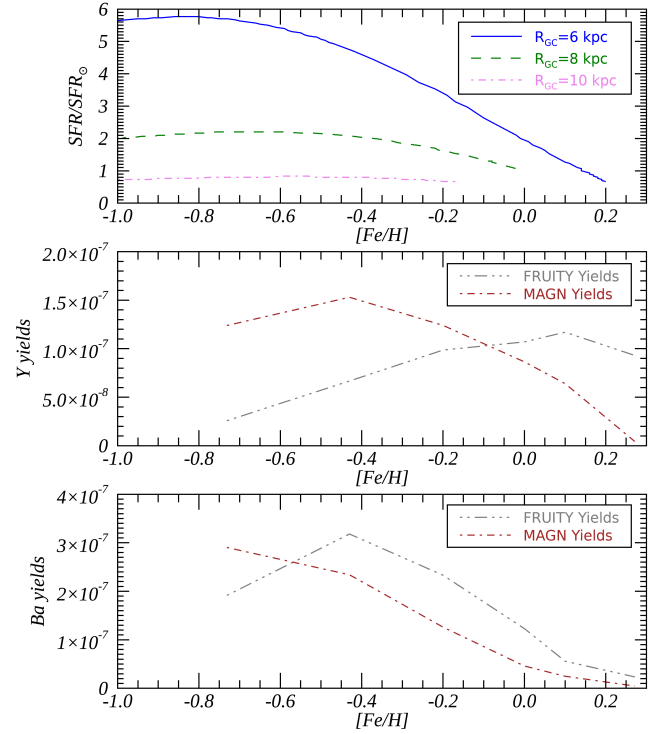 6
5
4
3
2
1
0
SFR/SFR⊙
R_GC=6 kpc
R_GC=8 kpc
R_GC=10 kpc
-1.0 -0.8 -0.6 -0.4 -0.2 0.0 0.2
[Fe/H]
2.0×10^-7
1.5×10^-7
1.0×10^-7
5.0×10^-8
0
Y yields
FRUITY Yields
MAGN Yields
-1.0 -0.8 -0.6 -0.4 -0.2 0.0 0.2
[Fe/H]
4×10^-7
3×10^-7
2×10^-7
1×10^-7
0
Ba yields
FRUITY Yields
MAGN Yields
-1.0 -0.8 -0.6 -0.4 -0.2 0.0 0.2
[Fe/H]